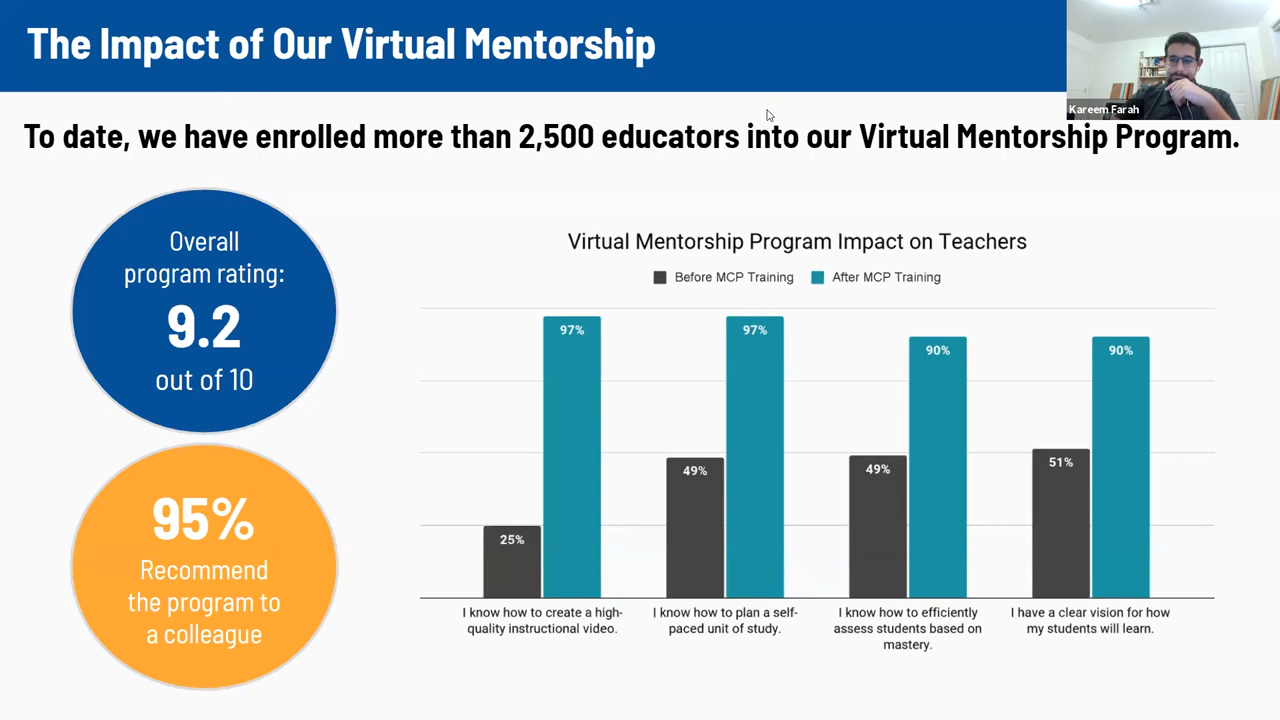 The Impact of Our Virtual Mentorship
Kareem Farah
To date, we have enrolled more than 2,500 educators into our Virtual Mentorship Program.
Overall
program rating:
9.2
out of 10
95%
Recommend
the program to
a colleague
Virtual Mentorship Program Impact on Teachers
Before MCP Training After MCP Training
97% 97% 90% 90%
25% 49% 49% 51%
I know how to create a high-
quality instructional video.
I know how to plan a self-
paced unit of study.
I know how to efficiently
assess students based on
mastery.
I have a clear vision for how
my students will learn.